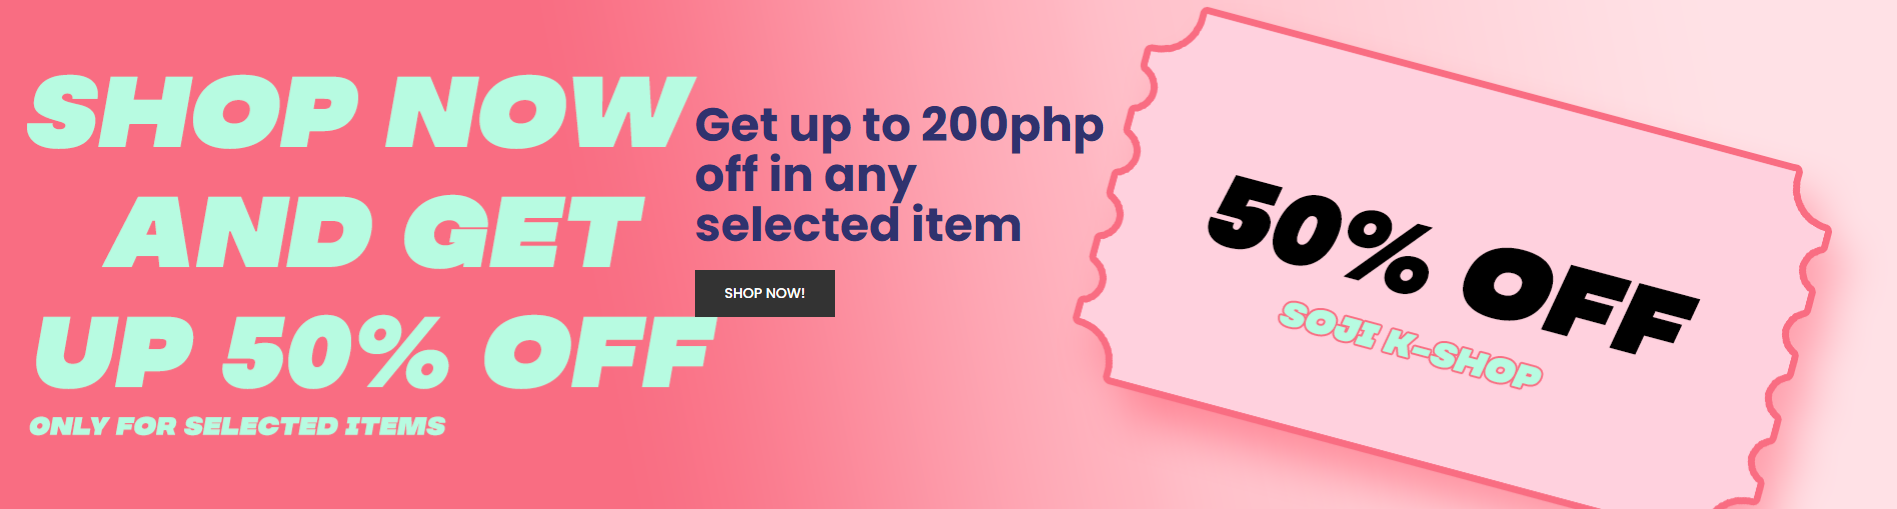 SHOP NOW
AND GET
UP 50% OFF
ONLY FOR SELECTED ITEMS
Get up to 200php
off in any
selected item
SHOP NOW!
50% OFF
SOJI K-SHOP